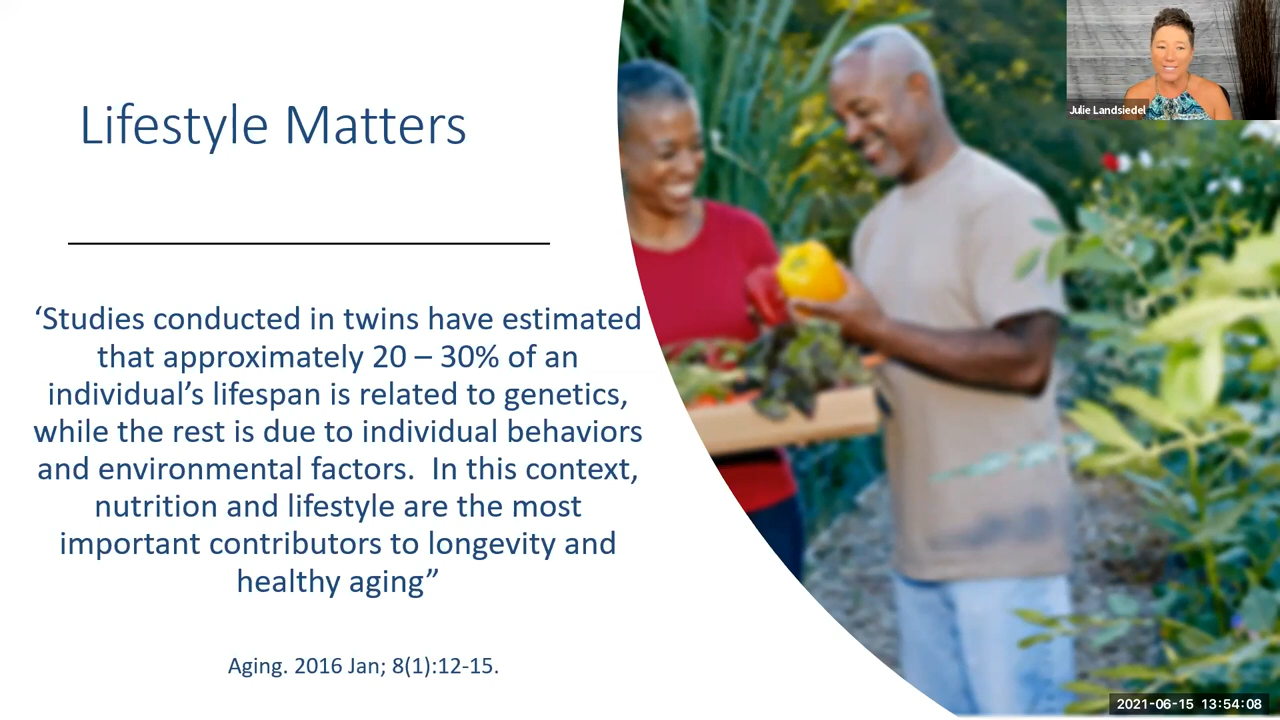 Lifestyle Matters
‘Studies conducted in twins have estimated
that approximately 20 – 30% of an
individual’s lifespan is related to genetics,
while the rest is due to individual behaviors
and environmental factors.  In this context,
nutrition and lifestyle are the most
important contributors to longevity and
healthy aging”
Aging. 2016 Jan; 8(1):12-15.
Julie Landsiedel
2021-06-15 13:54:08